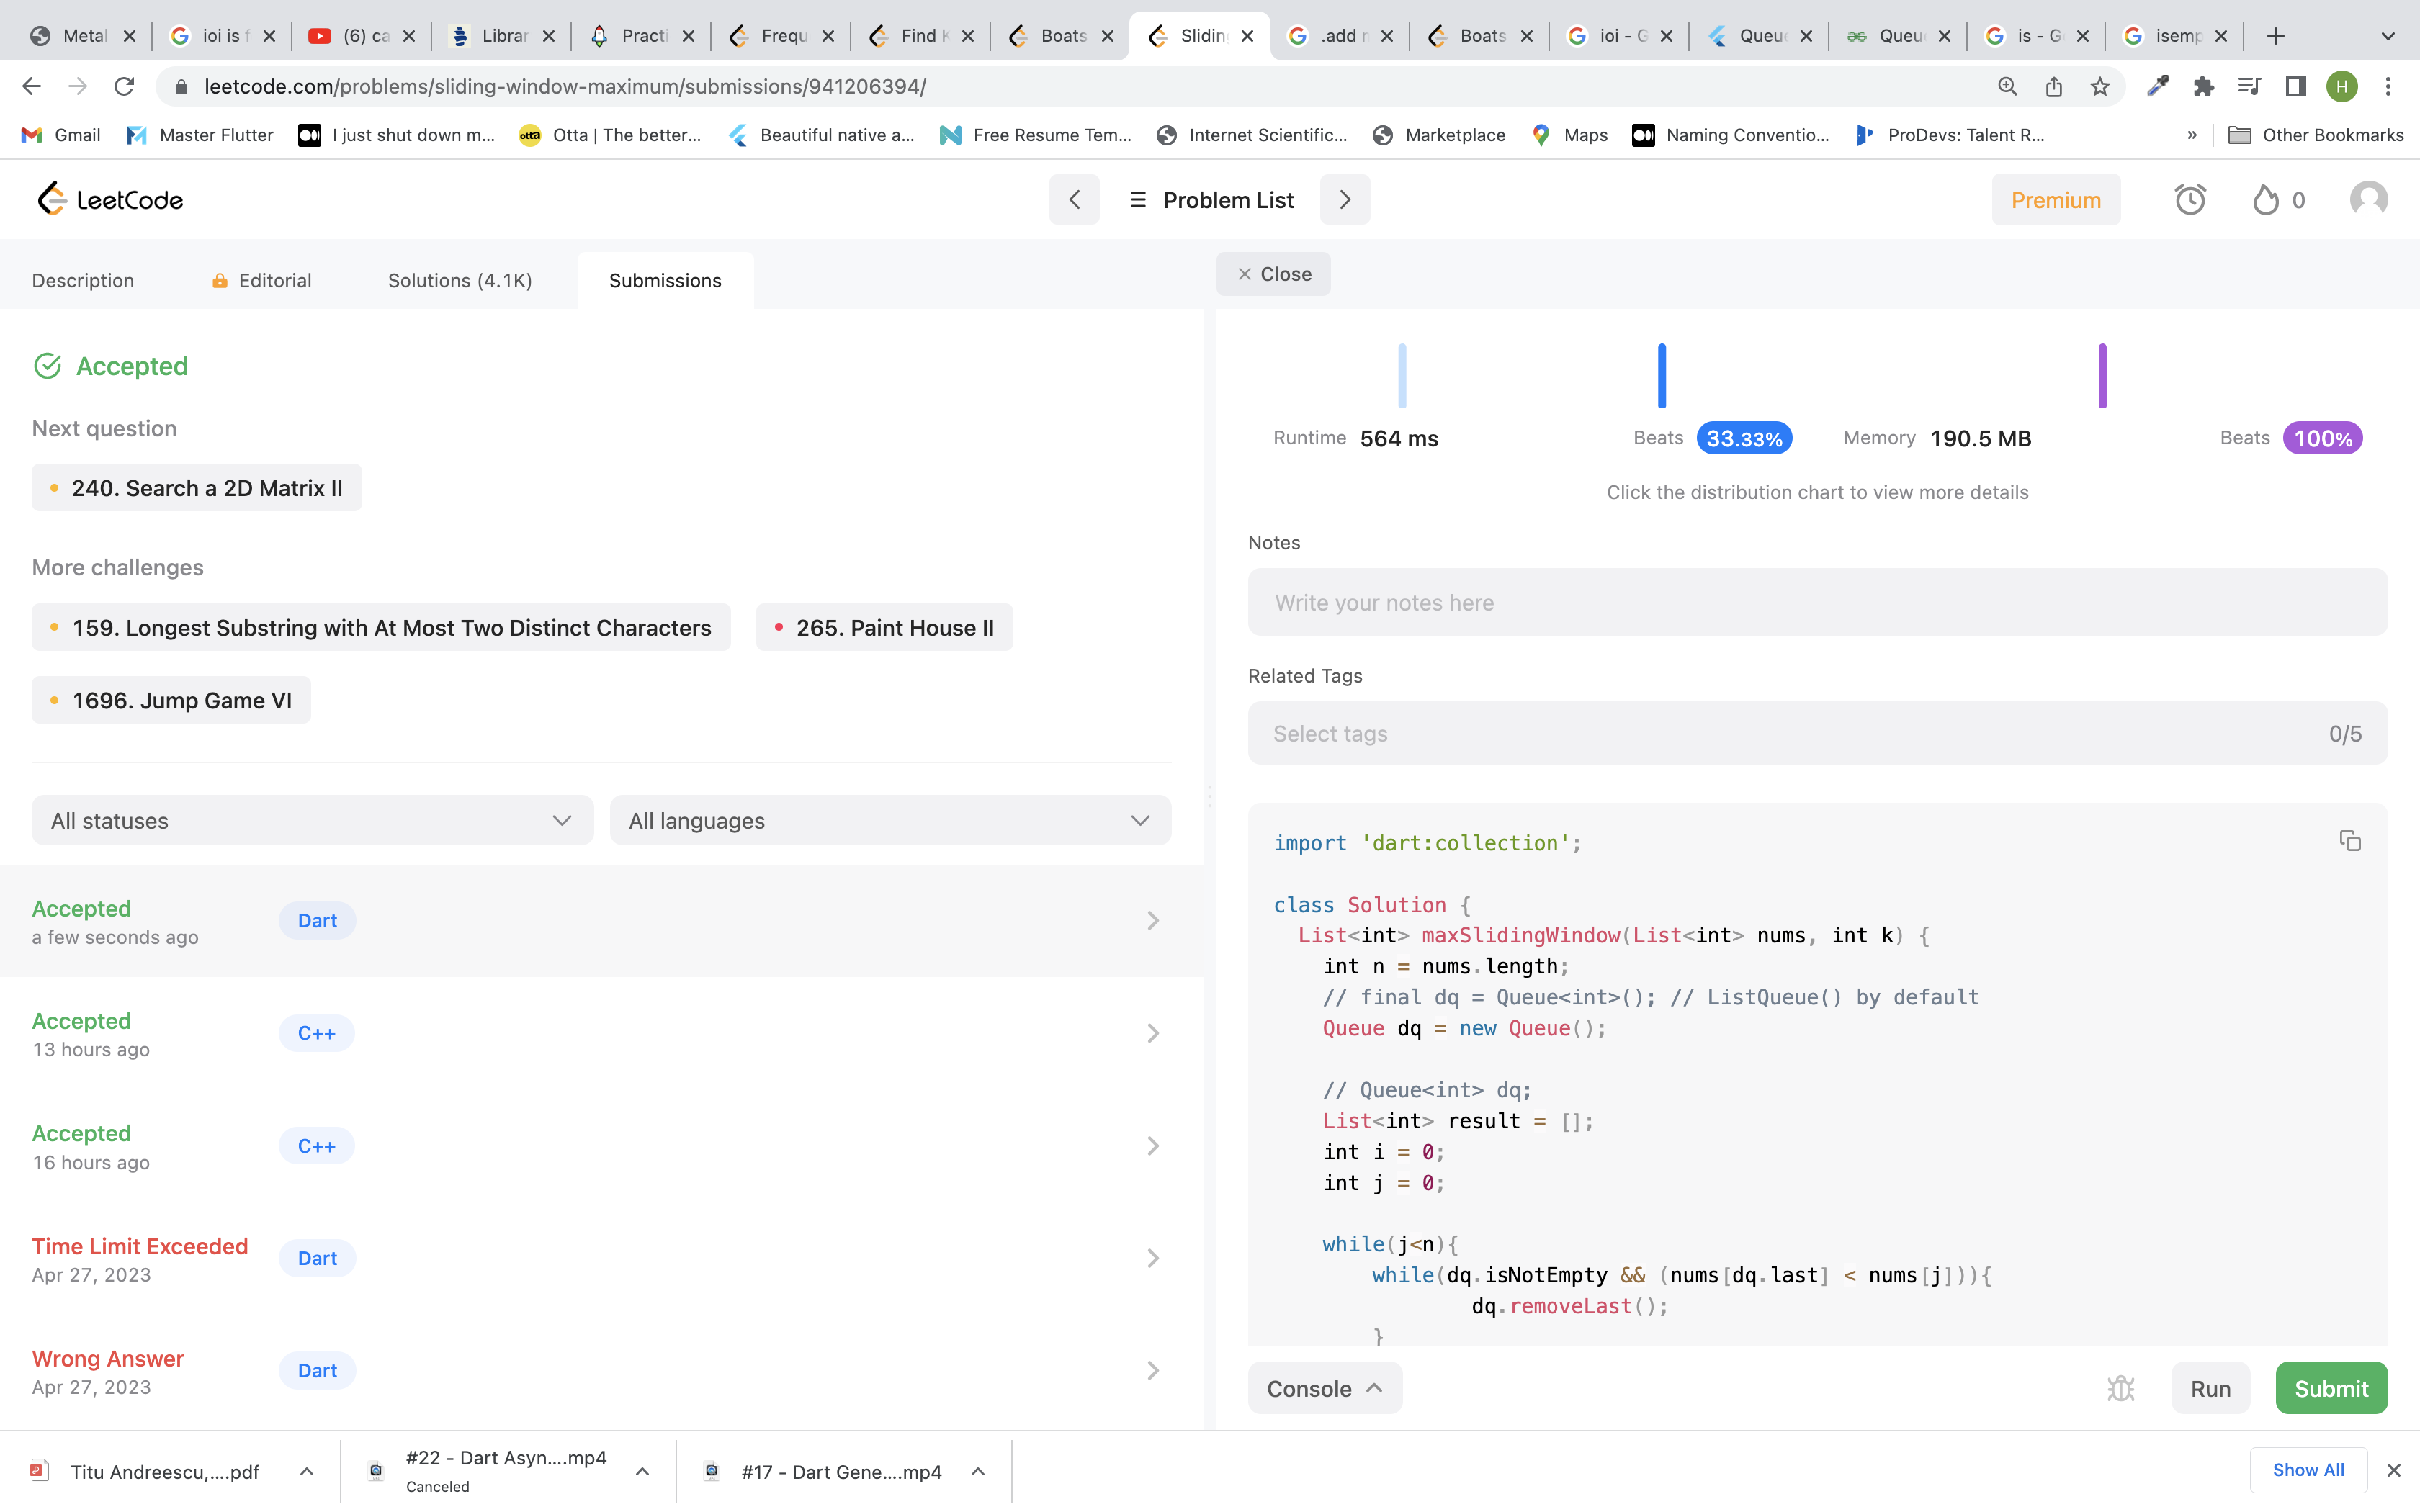 Metal
ioi is f
(6) ca
Librar
Practi
Frequ
Find K
Boats
Sliding
.add n
Boats
ioi - G
Queue
Queu
is - G
isemp
leetcode.com/problems/sliding-window-maximum/submissions/941206394/
H
Gmail
Master Flutter
I just shut down m...
otta
Otta | The better...
Beautiful native a...
Free Resume Tem...
Internet Scientific...
Marketplace
Maps
Naming Conventio...
ProDevs: Talent R...
»
Other Bookmarks
LeetCode
Problem List
Premium
0
Description
Editorial
Solutions (4.1K)
Submissions
Accepted
Next question
240. Search a 2D Matrix II
More challenges
159. Longest Substring with At Most Two Distinct Characters
265. Paint House II
1696. Jump Game VI
All statuses
All languages
Accepted
a few seconds ago
Dart
Accepted
13 hours ago
C++
Accepted
16 hours ago
C++
Time Limit Exceeded
Apr 27, 2023
Dart
Wrong Answer
Apr 27, 2023
Dart
Close
Runtime 564 ms
Beats 33.33%
Memory 190.5 MB
Beats 100%
Click the distribution chart to view more details
Notes
Write your notes here
Related Tags
Select tags
0/5
import 'dart:collection';
class Solution {
List<int> maxSlidingWindow(List<int> nums, int k) {
int n = nums.length;
// final dq = Queue<int>(); // ListQueue() by default
Queue dq = new Queue();
// Queue<int> dq;
List<int> result = [];
int i = 0;
int j = 0;
while(j<n){
while(dq.isNotEmpty && (nums[dq.last] < nums[j])){
dq.removeLast();
}
Console
Run
Submit
Titu Andreescu,....pdf
#22 - Dart Asyn....mp4
Canceled
#17 - Dart Gene....mp4
Show All